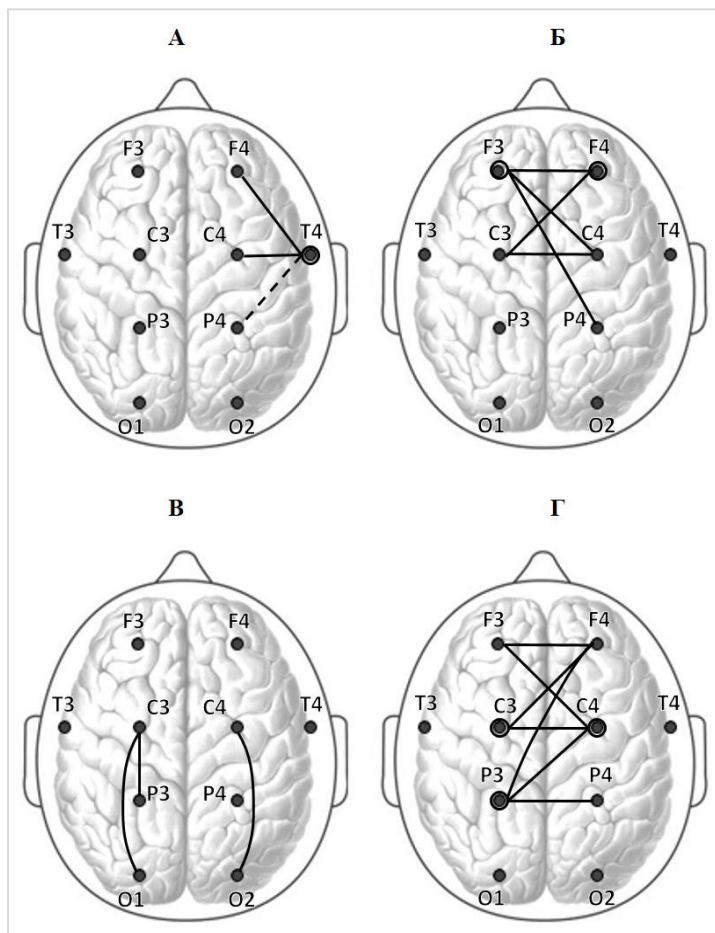 А Б
F3 F4 F3 F4
T3 C3 C4 T4 T3 C3 C4 T4
P3 P4 P3 P4
O1 O2 O1 O2
В Г
F3 F4 F3 F4
T3 C3 C4 T4 T3 C3 C4 T4
P3 P4 P3 P4
O1 O2 O1 O2